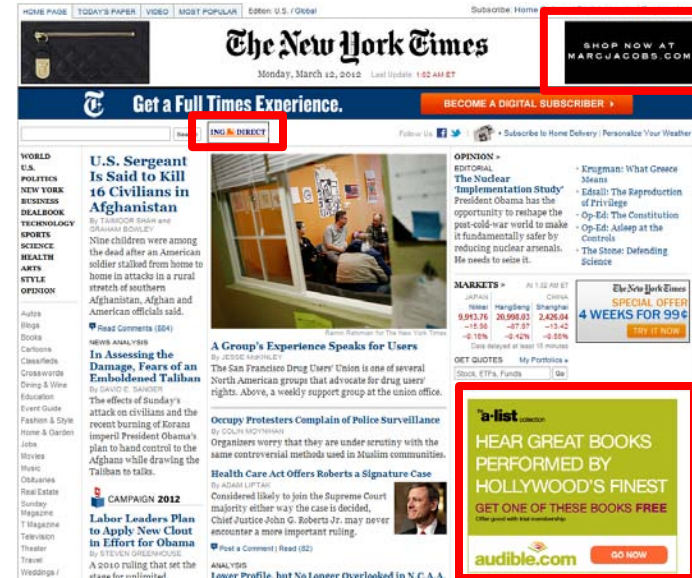 HOME PAGE TODAY'S PAPER VIDEO MOST POPULAR Edition: U.S. / Global
Subscribe: Home
The New York Times
Monday, March 12, 2012 Last Update: 1:52 AM ET
SHOP NOW AT
MARCJACOBS.COM
Get a Full Times Experience.
BECOME A DIGITAL SUBSCRIBER
ING DIRECT
Follow Us
Subscribe to Home Delivery | Personalize Your Weather
WORLD
U.S.
POLITICS
NEW YORK
BUSINESS
DEALBOOK
TECHNOLOGY
SPORTS
SCIENCE
HEALTH
ARTS
STYLE
OPINION
Autos
Blogs
Books
Cartoons
Classifieds
Crosswords
Dining & Wine
Education
Event Guide
Fashion & Style
Home & Garden
Jobs
Movies
Music
Obituaries
Real Estate
Sunday
Magazine
T Magazine
Television
Theater
Travel
Weddings /
U.S. Sergeant
Is Said to Kill
16 Civilians in
Afghanistan
By TAIMOOR SHAH and
GRAHAM BOWLEY
Nine children were among
the dead after an American
soldier stalked from home to
home in attacks in a rural
stretch of southern
Afghanistan, Afghan and
American officials said.
Read Comments (884)
NEWS ANALYSIS
In Assessing the
Damage, Fears of an
Emboldened Taliban
By DAVID E. SANGER
The effects of Sunday's
attack on civilians and the
recent burning of Korans
imperil President Obama's
plan to hand control to the
Afghans while drawing the
Taliban to talks.
CAMPAIGN 2012
Labor Leaders Plan
to Apply New Clout
in Effort for Obama
By STEVEN GREENHOUSE
A 2010 ruling that set the
stage for unlimited
Ramin Rahimian for The New York Times
A Group's Experience Speaks for Users
By JESSE McKINLEY
The San Francisco Drug Users' Union is one of several
North American groups that advocate for drug users'
rights. Above, a weekly support group at the union office.
Occupy Protesters Complain of Police Surveillance
By COLIN MOYNIHAN
Organizers worry that they are under scrutiny with the
same controversial methods used in Muslim communities.
Health Care Act Offers Roberts a Signature Case
By ADAM LIPTAK
Considered likely to join the Supreme Court
majority either way the case is decided,
Chief Justice John G. Roberts Jr. may never
encounter a more important ruling.
Post a Comment | Read (82)
ANALYSIS
Lower Profile, but No Longer Overlooked in N.C.A.A.
OPINION »
EDITORIAL
The Nuclear
'Implementation Study'
President Obama has the
opportunity to reshape the
post-cold-war world to make
it fundamentally safer by
reducing nuclear arsenals.
He needs to seize it.
Krugman: What Greece
Means
Edsall: The Reproduction
of Privilege
Op-Ed: The Constitution
Op-Ed: Asleep at the
Controls
The Stone: Defending
Science
MARKETS » At 1:32 AM ET
JAPAN CHINA
Nikkei HangSeng Shanghai
9,913.76 20,998.03 2,426.04
-0.16% -0.42% -0.55%
Data delayed at least 15 minutes
GET QUOTES My Portfolios »
Stock, ETFs, Funds Go
The New York Times
SPECIAL OFFER
4 WEEKS FOR 99¢
TRY IT NOW
a-list collection
HEAR GREAT BOOKS
PERFORMED BY
HOLLYWOOD'S FINEST
GET ONE OF THESE BOOKS FREE
Offer good with trial membership
audible.com
GO NOW